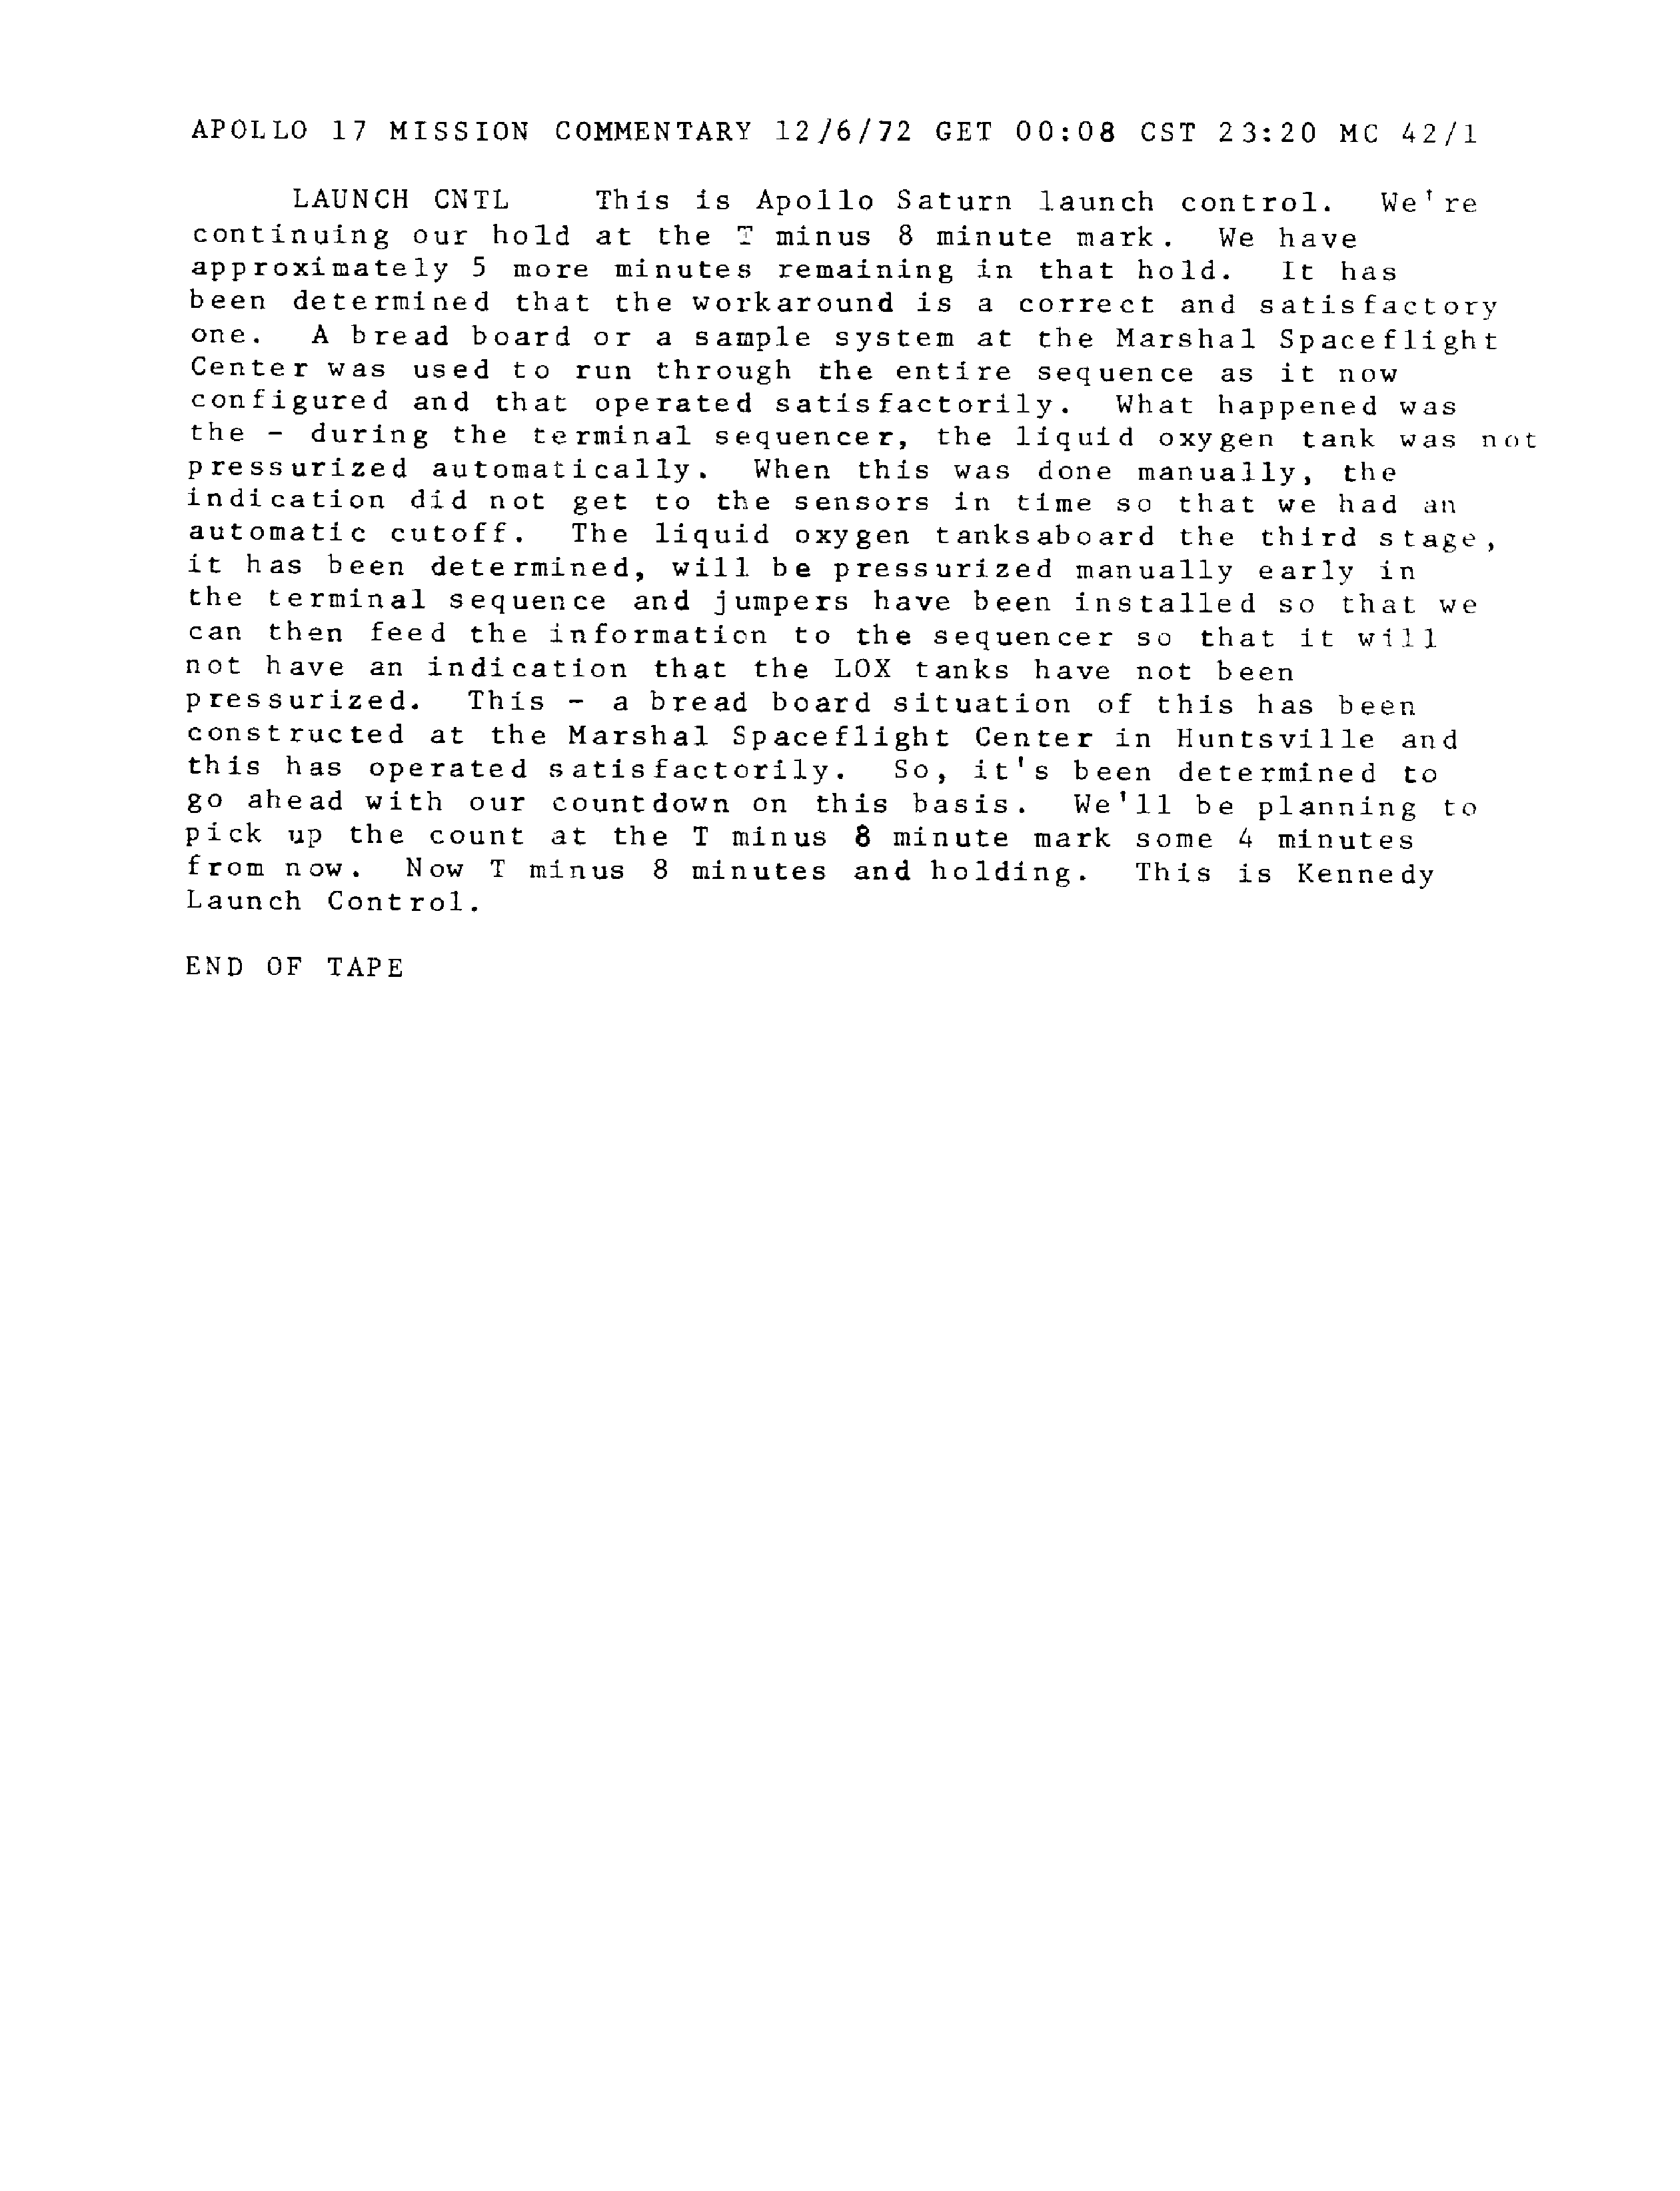 APOLLO 17 MISSION COMMENTARY 12/6/72 GET 00:08 CST 23:20 MC 42/1
LAUNCH CNTL This is Apollo Saturn launch control. We're
continuing our hold at the T minus 8 minute mark. We have
approximately 5 more minutes remaining in that hold. It has
been determined that the workaround is a correct and satisfactory
one. A bread board or a sample system at the Marshal Spaceflight
Center was used to run through the entire sequence as it now
configured and that operated satisfactorily. What happened was
the - during the terminal sequencer, the liquid oxygen tank was not
pressurized automatically. When this was done manually, the
indication did not get to the sensors in time so that we had an
automatic cutoff. The liquid oxygen tanksaboard the third stage,
it has been determined, will be pressurized manually early in
the terminal sequence and jumpers have been installed so that we
can then feed the information to the sequencer so that it will
not have an indication that the LOX tanks have not been
pressurized. This - a bread board situation of this has been
constructed at the Marshal Spaceflight Center in Huntsville and
this has operated satisfactorily. So, it's been determined to
go ahead with our countdown on this basis. We'll be planning to
pick up the count at the T minus 8 minute mark some 4 minutes
from now. Now T minus 8 minutes and holding. This is Kennedy
Launch Control.
END OF TAPE